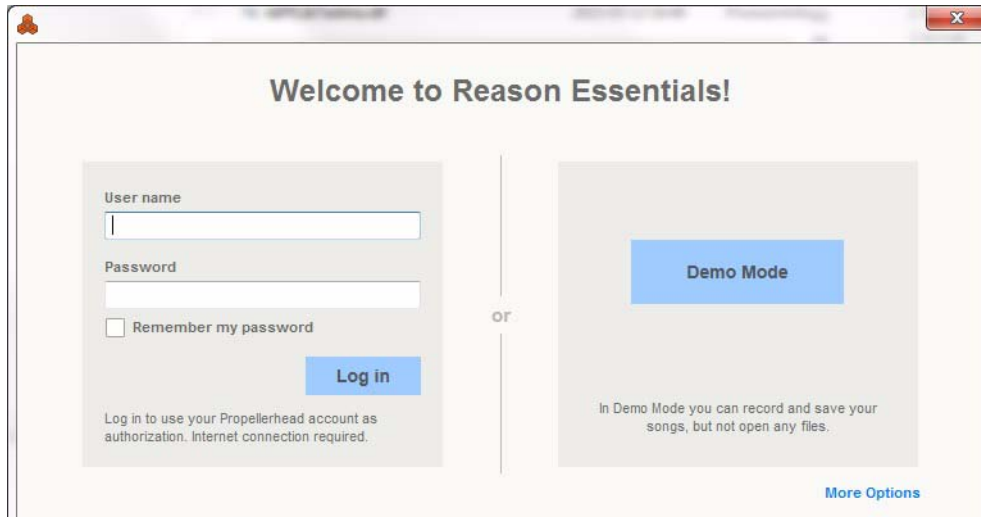 Welcome to Reason Essentials!
User name
Password
Remember my password
Log in
Log in to use your Propellerhead account as
authorization. Internet connection required.
or
Demo Mode
In Demo Mode you can record and save your
songs, but not open any files.
More Options